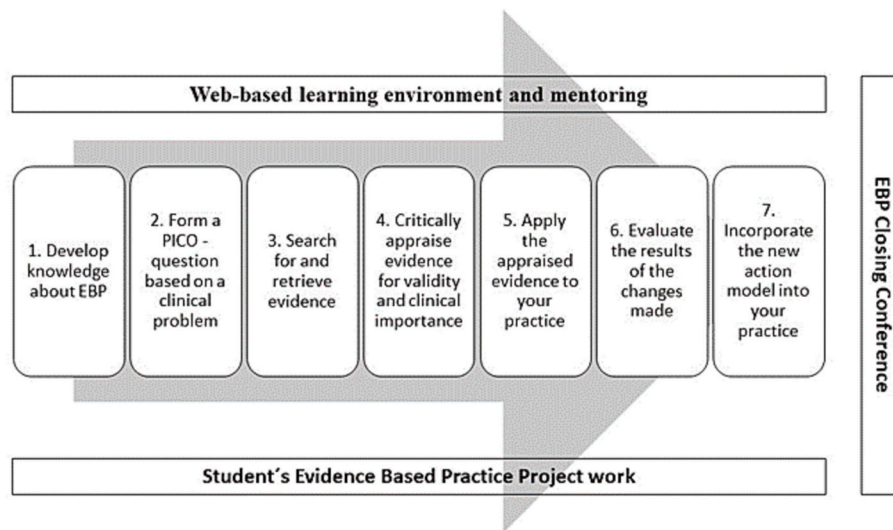 Web-based learning environment and mentoring
1. Develop
knowledge
about EBP
2. Form a
PICO -
question
based on a
clinical
problem
3. Search
for and
retrieve
evidence
4. Critically
appraise
evidence
for validity
and clinical
importance
5. Apply
the
appraised
evidence to
your
practice
6. Evaluate
the results
of the
changes
made
7.
Incorporate
the new
action
model into
your
practice
Student´s Evidence Based Practice Project work
EBP Closing Conference